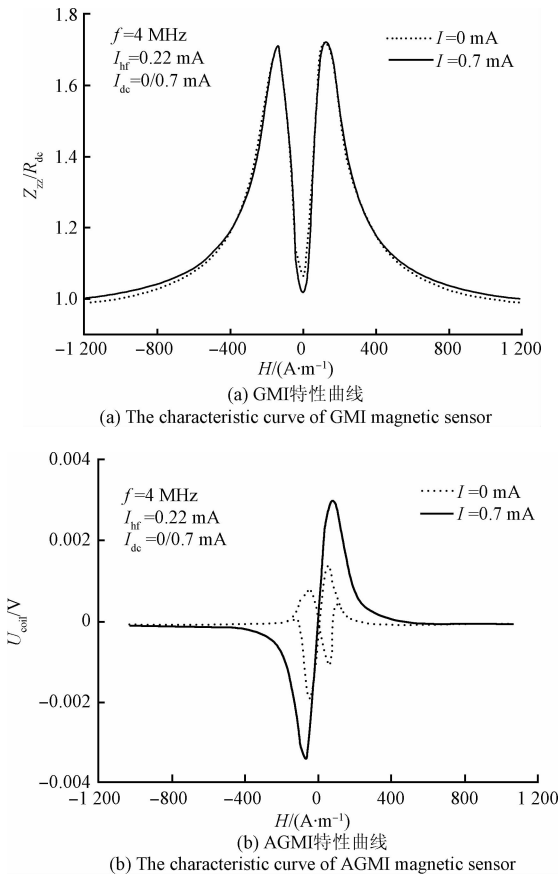 1.8
1.6
1.4
1.2
1.0
Z_zz/R_dc
f=4 MHz
I_hf=0.22 mA
I_dc=0/0.7 mA
I=0 mA
I=0.7 mA
−1 200 −800 −400 0 400 800 1 200
H/(A·m⁻¹)
(a) GMI特性曲线
(a) The characteristic curve of GMI magnetic sensor
0.004
0.002
0
−0.002
−0.004
U_coil/V
f=4 MHz
I_hf=0.22 mA
I_dc=0/0.7 mA
I=0 mA
I=0.7 mA
−1 200 −800 −400 0 400 800 1 200
H/(A·m⁻¹)
(b) AGMI特性曲线
(b) The characteristic curve of AGMI magnetic sensor